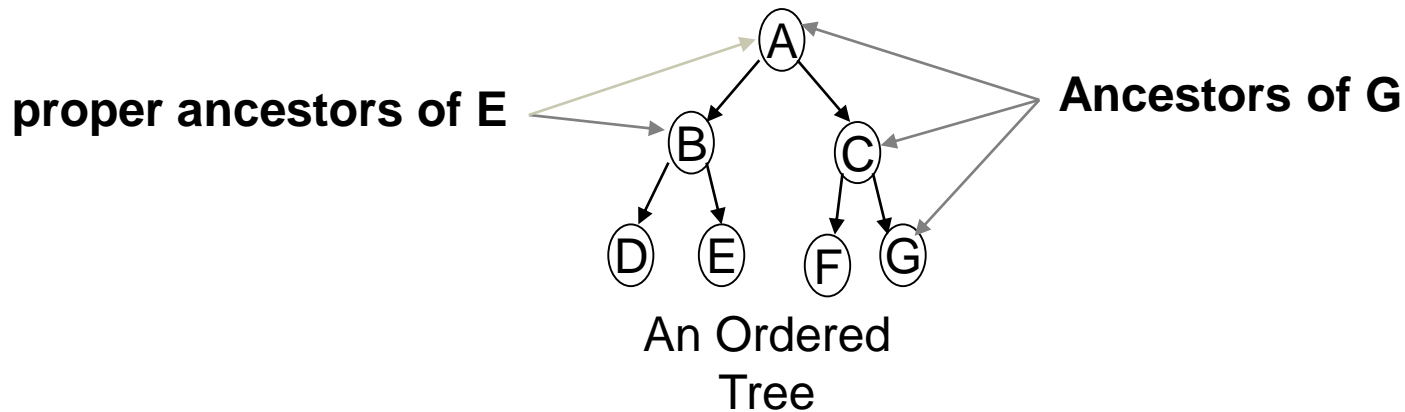 A
proper ancestors of E
Ancestors of G
B
C
D
E
F
G
An Ordered
Tree